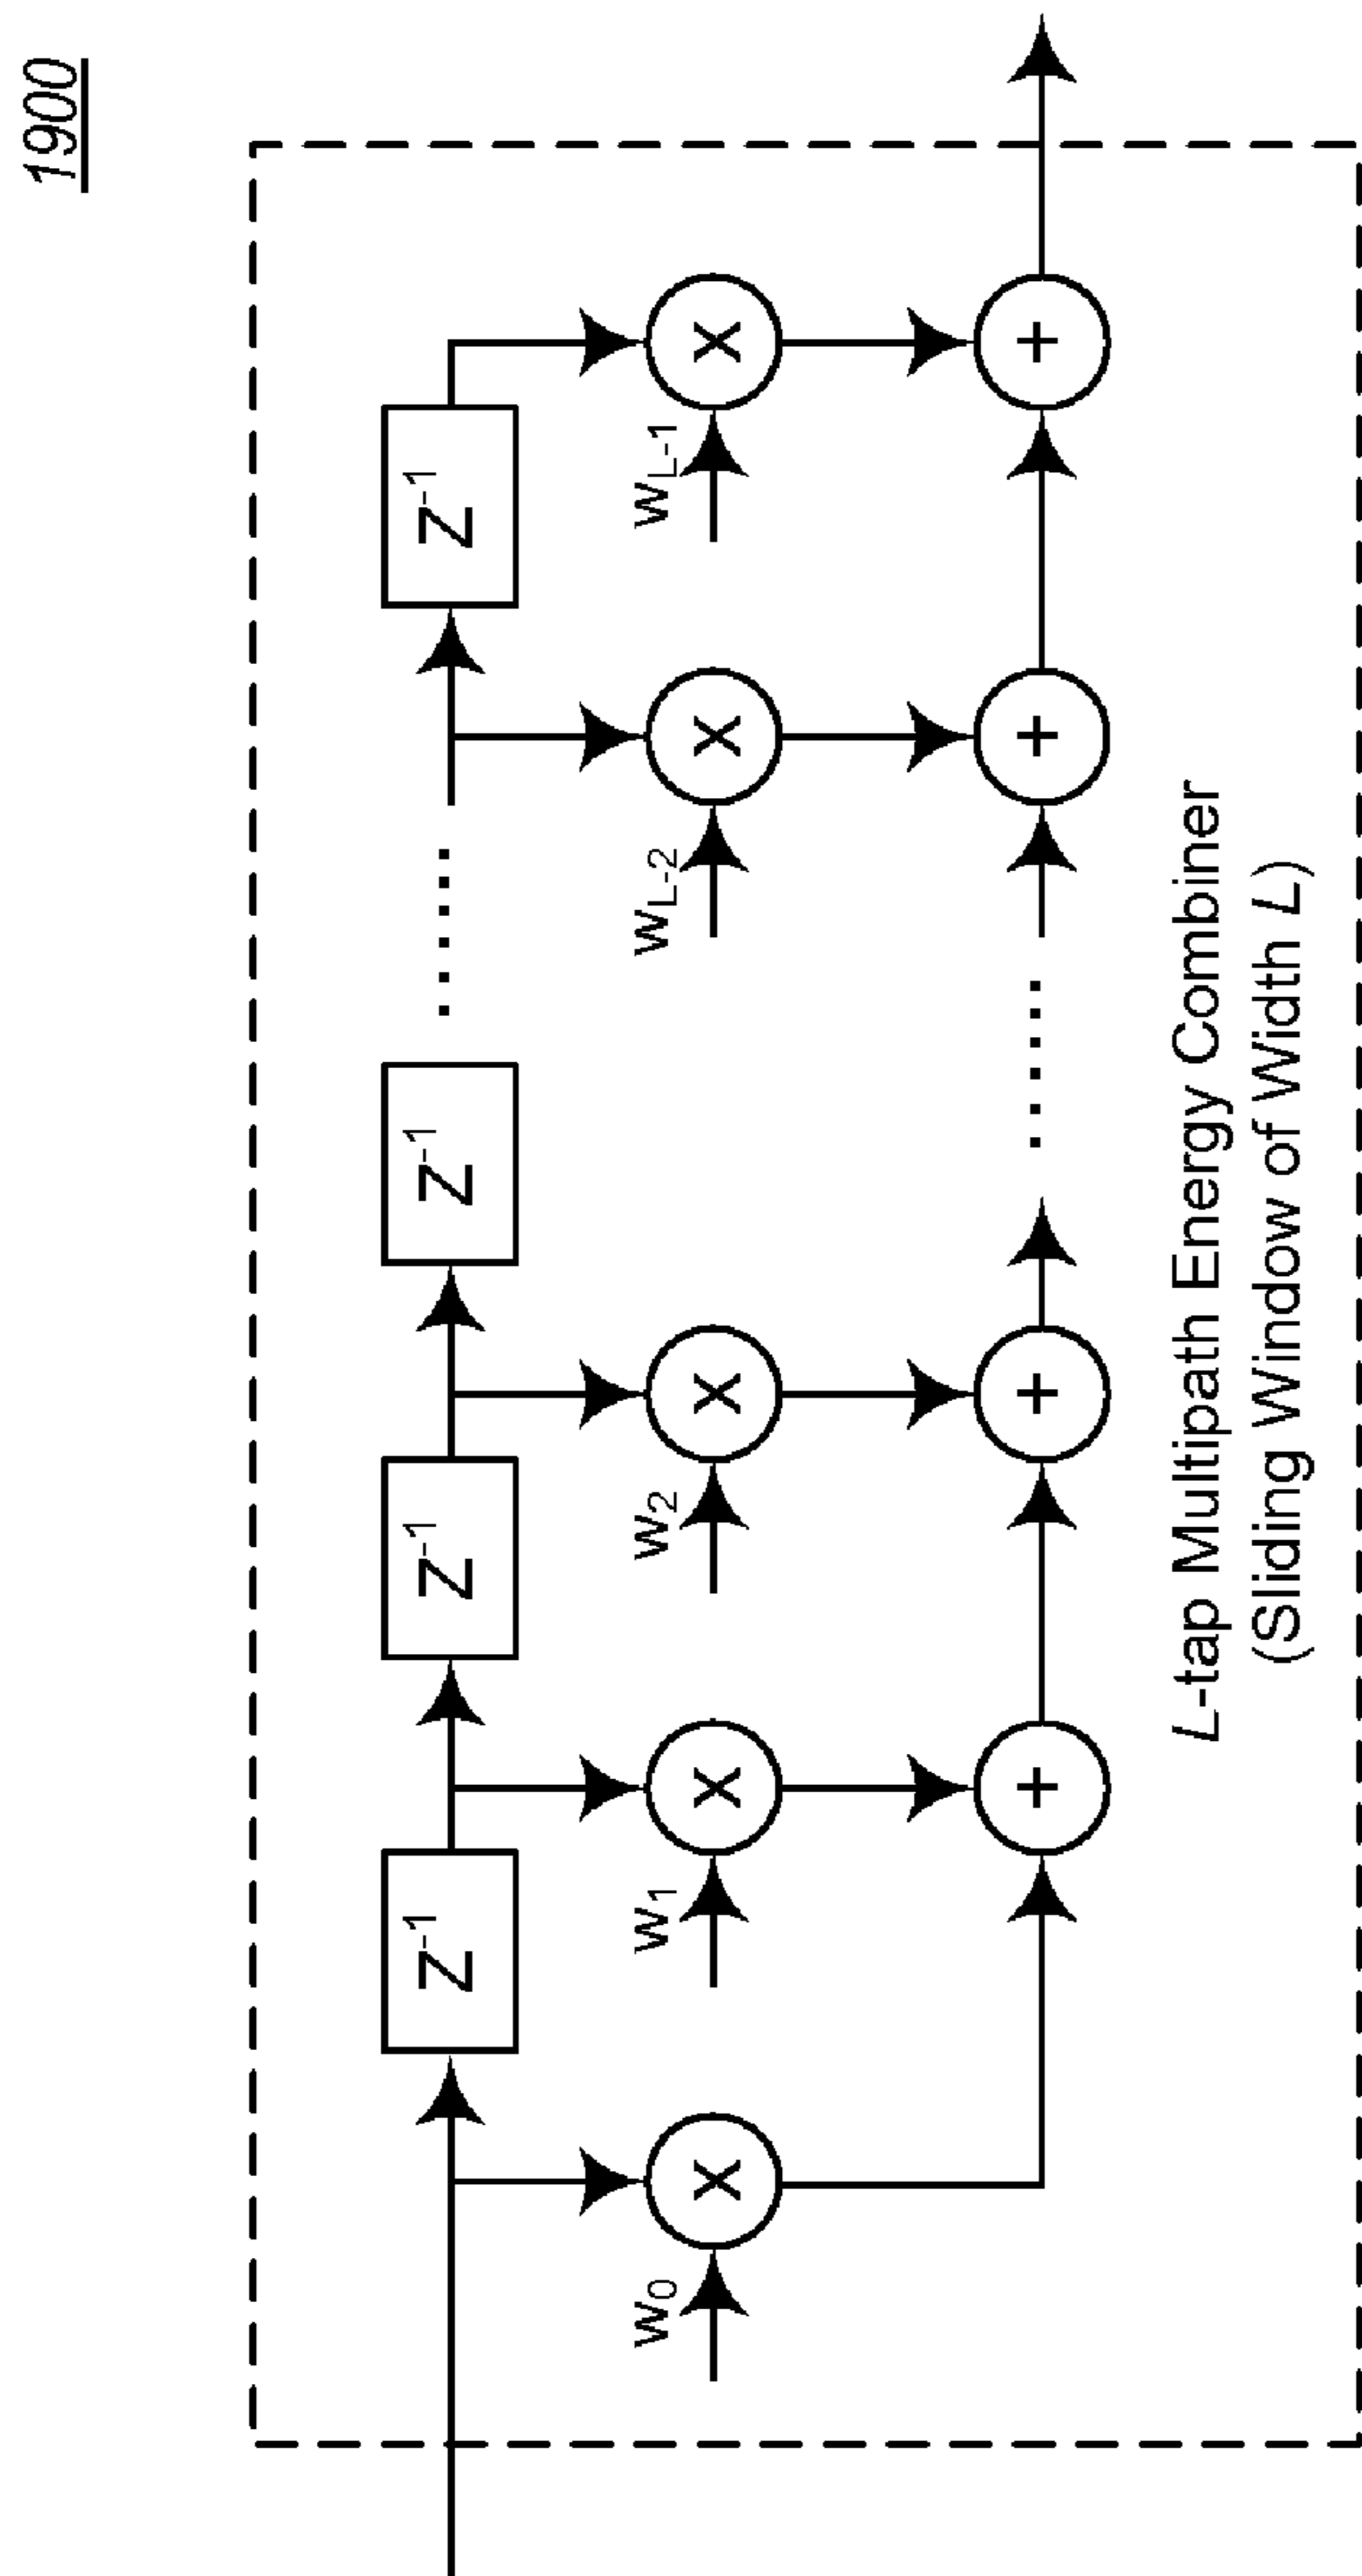 1900
Z-1
Z-1
Z-1
.....
Z-1
w0
X
w1
X
w2
X
wL-2
X
wL-1
X
+
+
.....
+
+
L-tap Multipath Energy Combiner
(Sliding Window of Width L)